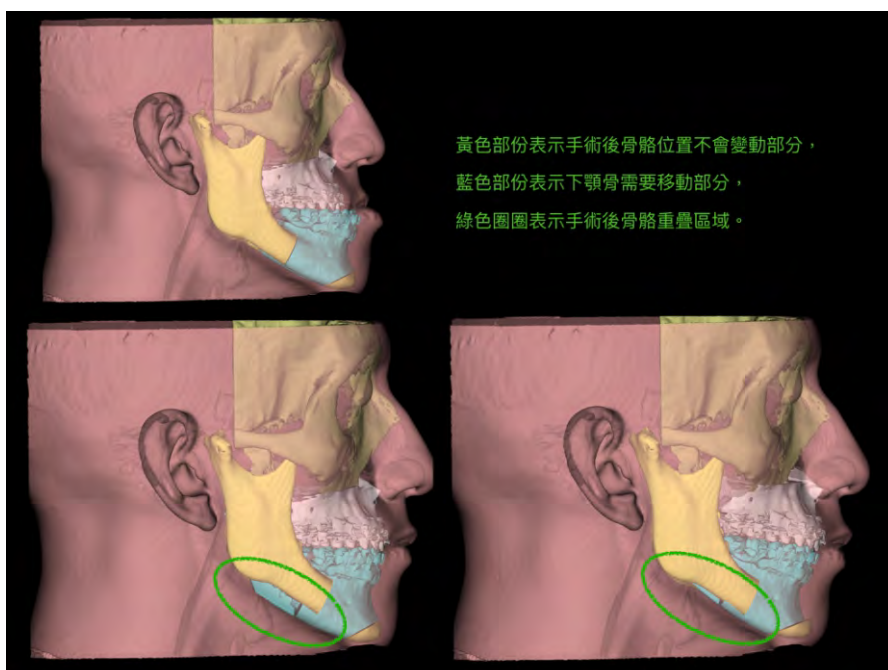 黃色部份表示手術後骨骼位置不會變動部分，
藍色部份表示下顎骨需要移動部分，
綠色圈圈表示手術後骨骼重疊區域。